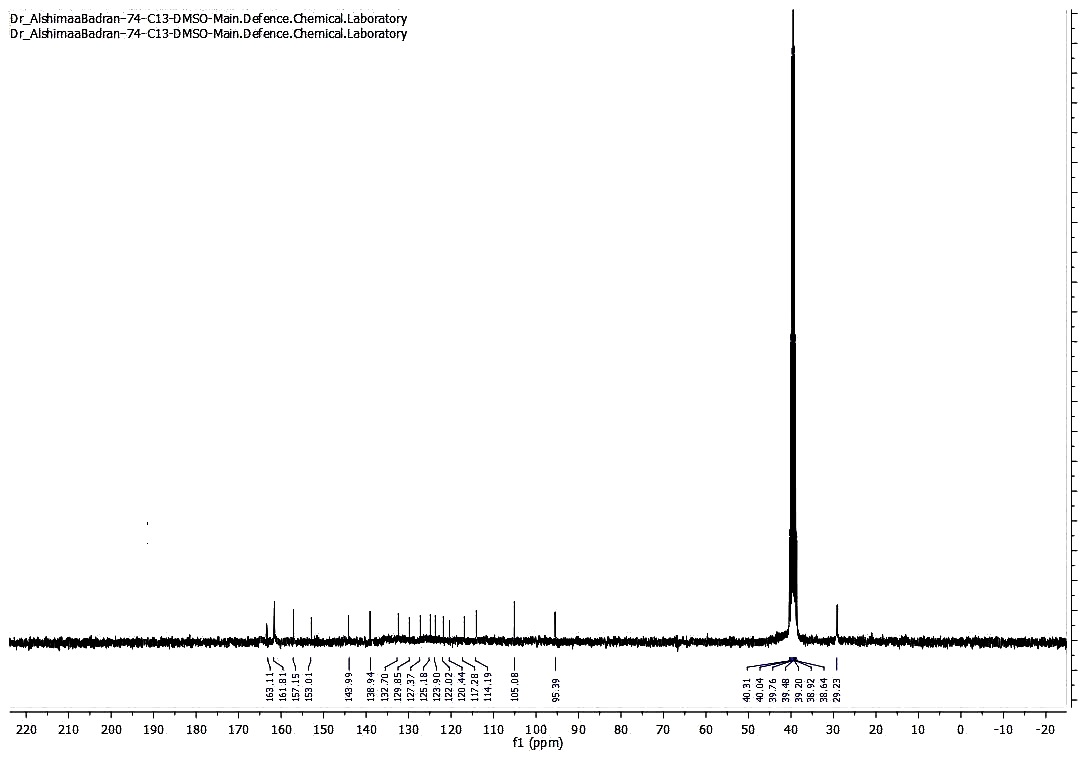 Dr_AlshimaaBadran-74-C13-DMSO-Main.Defence.Chemical.Laboratory
Dr_AlshimaaBadran-74-C13-DMSO-Main.Defence.Chemical.Laboratory
163.11 161.81 157.15 153.01 143.99 138.94 132.70 129.85 127.37 125.18 123.90 122.02 120.44 117.28 114.19 105.08 95.39 40.31 40.04 39.76 39.48 39.20 38.92 38.64 29.23
220 210 200 190 180 170 160 150 140 130 120 110 100 90 80 70 60 50 40 30 20 10 0 -10 -20
f1 (ppm)